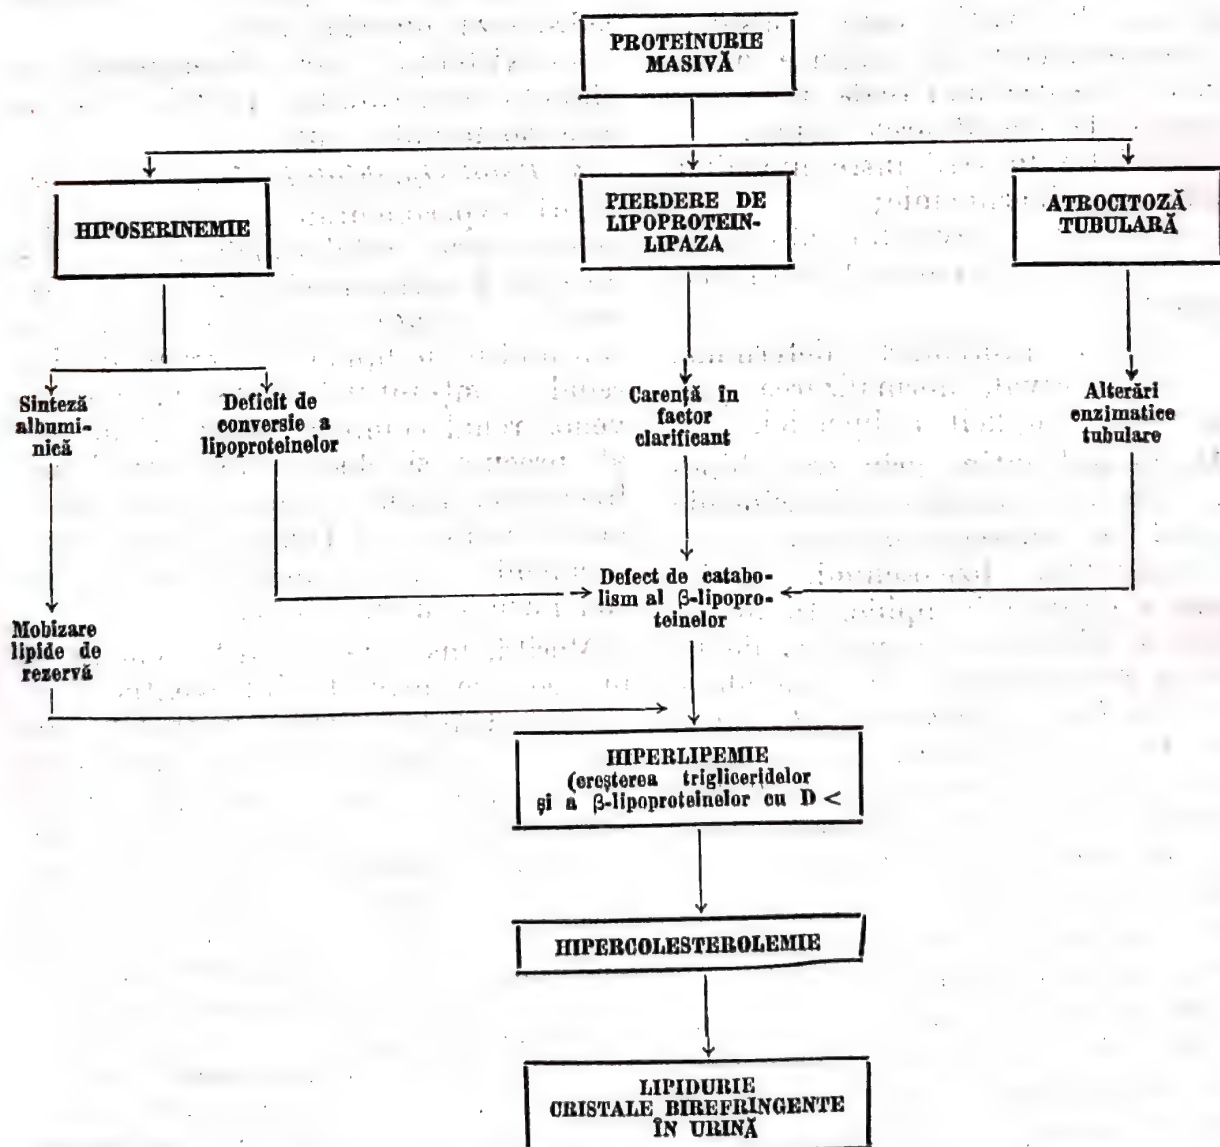 PROTEINURIE
MASIVĂ
HIPOSERINEMIE
PIERDERE DE
LIPOPROTEIN-
LIPAZA
ATROCITOZĂ
TUBULARĂ
Sinteză
albumi-
nică
Deficit de
conversie a
lipoproteinelor
Carență în
factor
clarificant
Alterări
enzimatice
tubulare
Defect de catabo-
lism al β-lipopro-
teinelor
Mobizare
lipide de
rezervă
HIPERLIPEMIE
(creșterea trigliceridelor
și a β-lipoproteinelor cu D <
HIPERCOLESTEROLEMIE
LIPIDURIE
CRISTALE BIREFRINGENTE
ÎN URINĂ